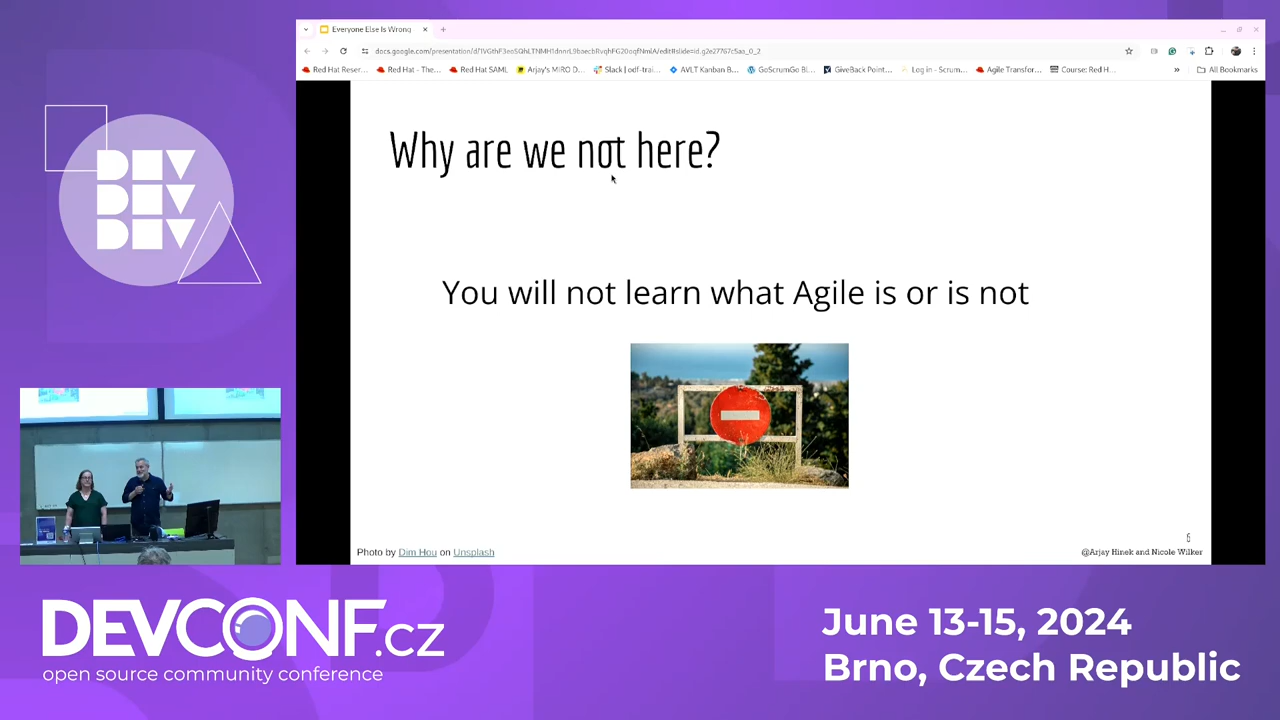 Everyone Else Is Wrong
Red Hat Reser...
Red Hat - The...
Red Hat SAML
Arjay's MIRO D...
Slack | odf-trai...
AVLT Kanban B...
GoScrumGo Bl...
GiveBack Point...
Log in - Scrum...
Agile Transfor...
Course: Red H...
»
All Bookmarks
DEV
DEV
DEV
Why are we not here?
You will not learn what Agile is or is not
Photo by Dim Hou on Unsplash
@Arjay Hinek and Nicole Wilker
DEVCONF.cz
open source community conference
June 13-15, 2024
Brno, Czech Republic